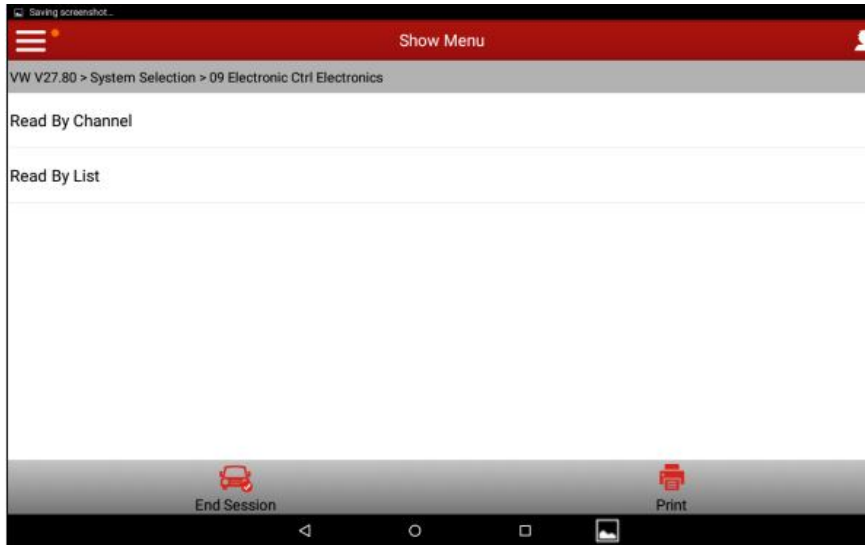 Saving screenshot...
Show Menu
VW V27.80 > System Selection > 09 Electronic Ctrl Electronics
Read By Channel
Read By List
End Session
Print